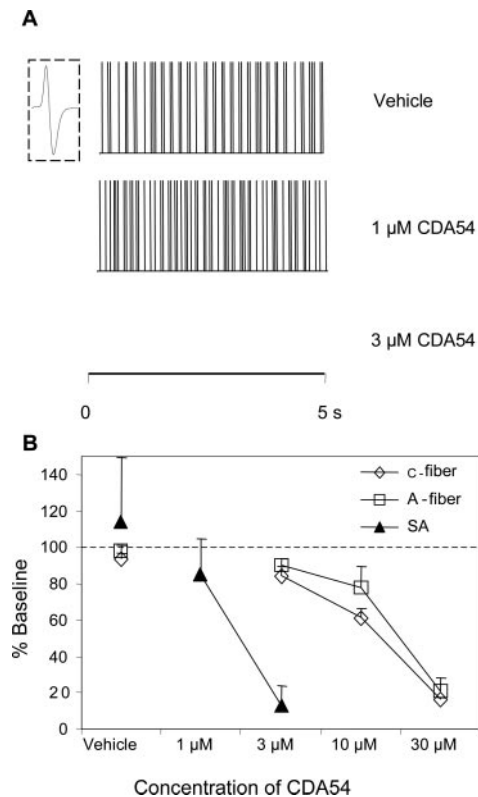 A
Vehicle
1 µM CDA54
3 µM CDA54
0 5 s
B
140
120
100
80
60
40
20
0
% Baseline
C-fiber
A-fiber
SA
Vehicle 1 µM 3 µM 10 µM 30 µM
Concentration of CDA54